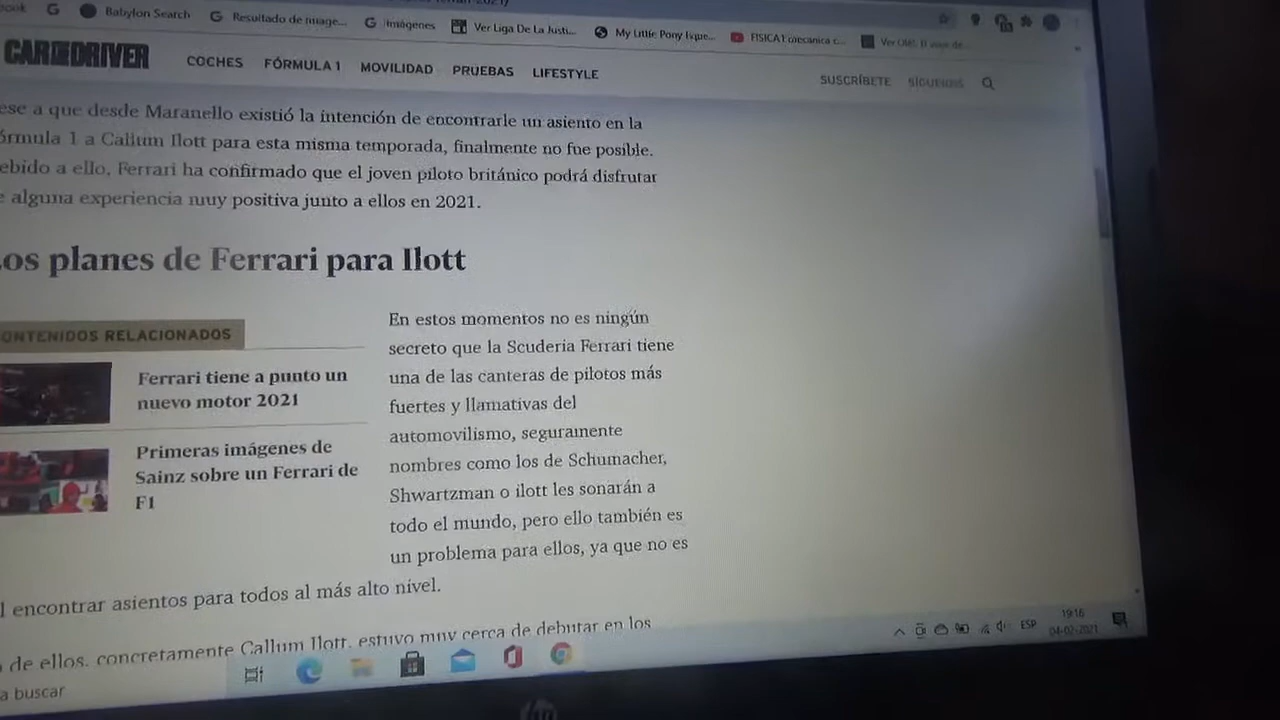 Babylon Search
Resultado de image...
Imágenes
Ver Liga De La Justi...
My Little Pony Eque...
FISICA1 mecanica c...
CAR AND DRIVER
COCHES FÓRMULA 1 MOVILIDAD PRUEBAS LIFESTYLE
SUSCRÍBETE SÍGUENOS
ese a que desde Maranello existió la intención de encontrarle un asiento en la
órmula 1 a Callum Ilott para esta misma temporada, finalmente no fue posible.
ebido a ello, Ferrari ha confirmado que el joven piloto británico podrá disfrutar
e alguna experiencia muy positiva junto a ellos en 2021.
os planes de Ferrari para Ilott
ONTENIDOS RELACIONADOS
Ferrari tiene a punto un
nuevo motor 2021
Primeras imágenes de
Sainz sobre un Ferrari de
F1
En estos momentos no es ningún
secreto que la Scuderia Ferrari tiene
una de las canteras de pilotos más
fuertes y llamativas del
automovilismo, seguramente
nombres como los de Schumacher,
Shwartzman o ilott les sonarán a
todo el mundo, pero ello también es
un problema para ellos, ya que no es
l encontrar asientos para todos al más alto nivel.
de ellos, concretamente Callum Ilott, estuvo muy cerca de debutar en los
a buscar
ESP
19:16
04-02-2021
hp